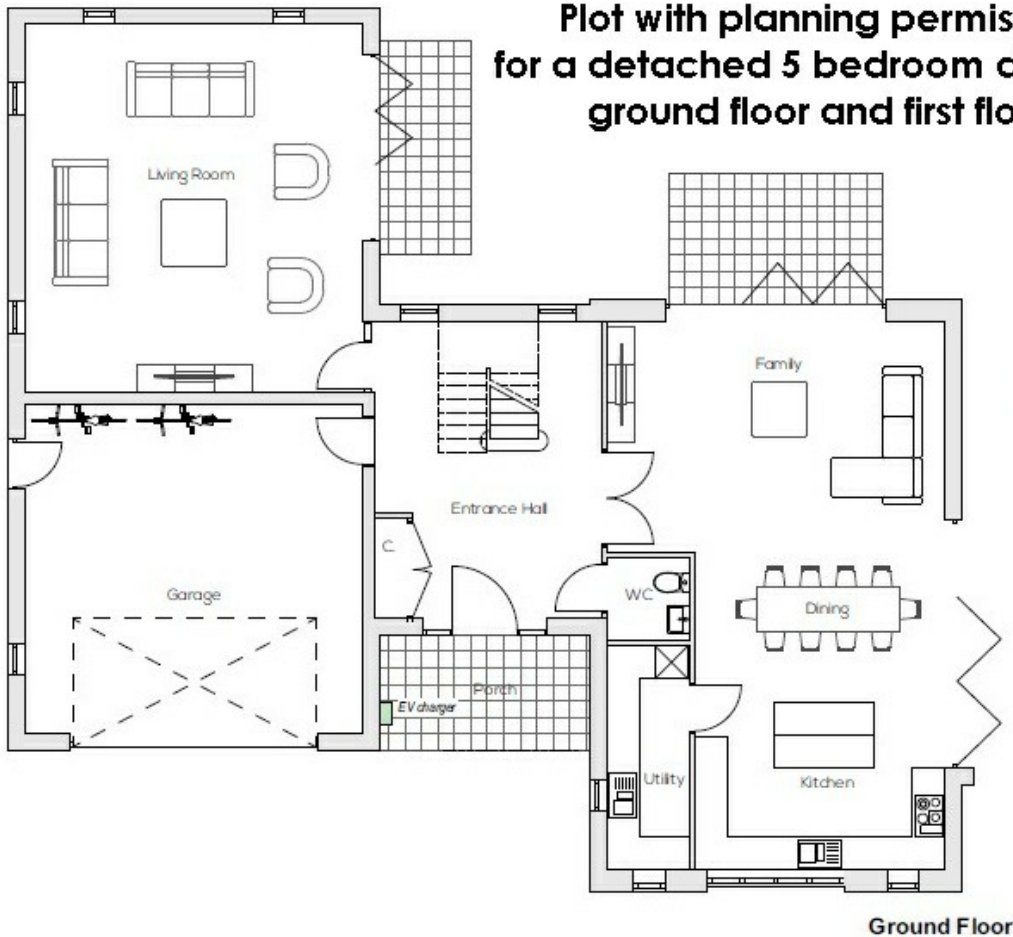 Plot with planning permis
for a detached 5 bedroom
ground floor and first flo
Living Room
Family
Entrance Hall
C.
Garage
WC
Dining
Porch
EV charger
Utility
Kitchen
Ground Floor